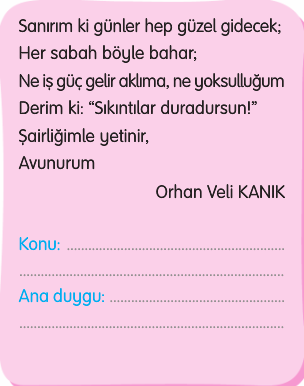 Sanırım ki günler hep güzel gidecek;
Her sabah böyle bahar;
Ne iş güç gelir aklıma, ne yoksulluğum
Derim ki: “Sıkıntılar duradursun!”
Şairliğimle yetinir,
Avunurum
Orhan Veli KANIK
Konu: ......................................................
..................................................................
Ana duygu: ............................................
..................................................................